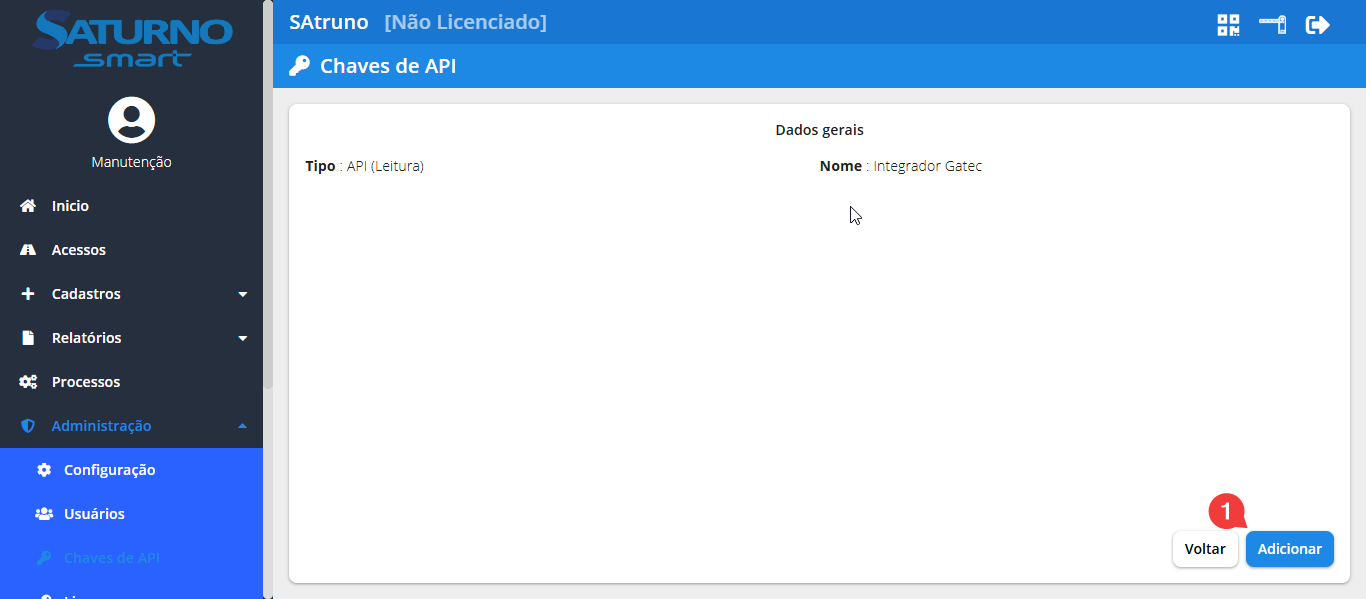 SATURNO
smart
Manutenção
Inicio
Acessos
Cadastros
Relatórios
Processos
Administração
Configuração
Usuários
Chaves de API
SAtruno [Não Licenciado]
Chaves de API
Dados gerais
Tipo : API (Leitura)
Nome : Integrador Gatec
1
Voltar
Adicionar